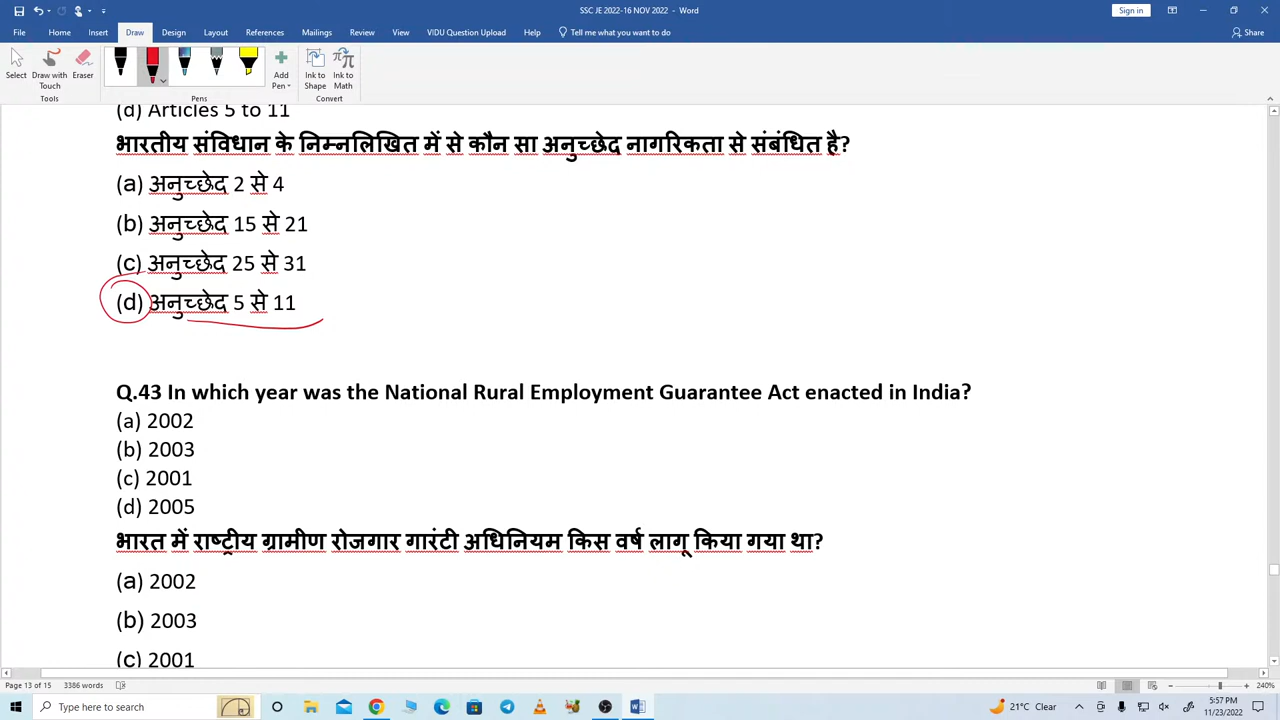 SSC JE 2022-16 NOV 2022 - Word
Sign in
File Home Insert Draw Design Layout References Mailings Review View VIDU Question Upload Help Tell me what you want to do Share
Select Draw with Touch Eraser Add Pen Ink to Shape Ink to Math
Tools Pens Convert
(d) Articles 5 to 11
भारतीय संविधान के निम्नलिखित में से कौन सा अनुच्छेद नागरिकता से संबंधित है?
(a) अनुच्छेद 2 से 4
(b) अनुच्छेद 15 से 21
(c) अनुच्छेद 25 से 31
(d) अनुच्छेद 5 से 11
Q.43 In which year was the National Rural Employment Guarantee Act enacted in India?
(a) 2002
(b) 2003
(c) 2001
(d) 2005
भारत में राष्ट्रीय ग्रामीण रोजगार गारंटी अधिनियम किस वर्ष लागू किया गया था?
(a) 2002
(b) 2003
(c) 2001
Page 13 of 15 3386 words 240%
Type here to search 21°C Clear 5:57 PM
11/23/2022